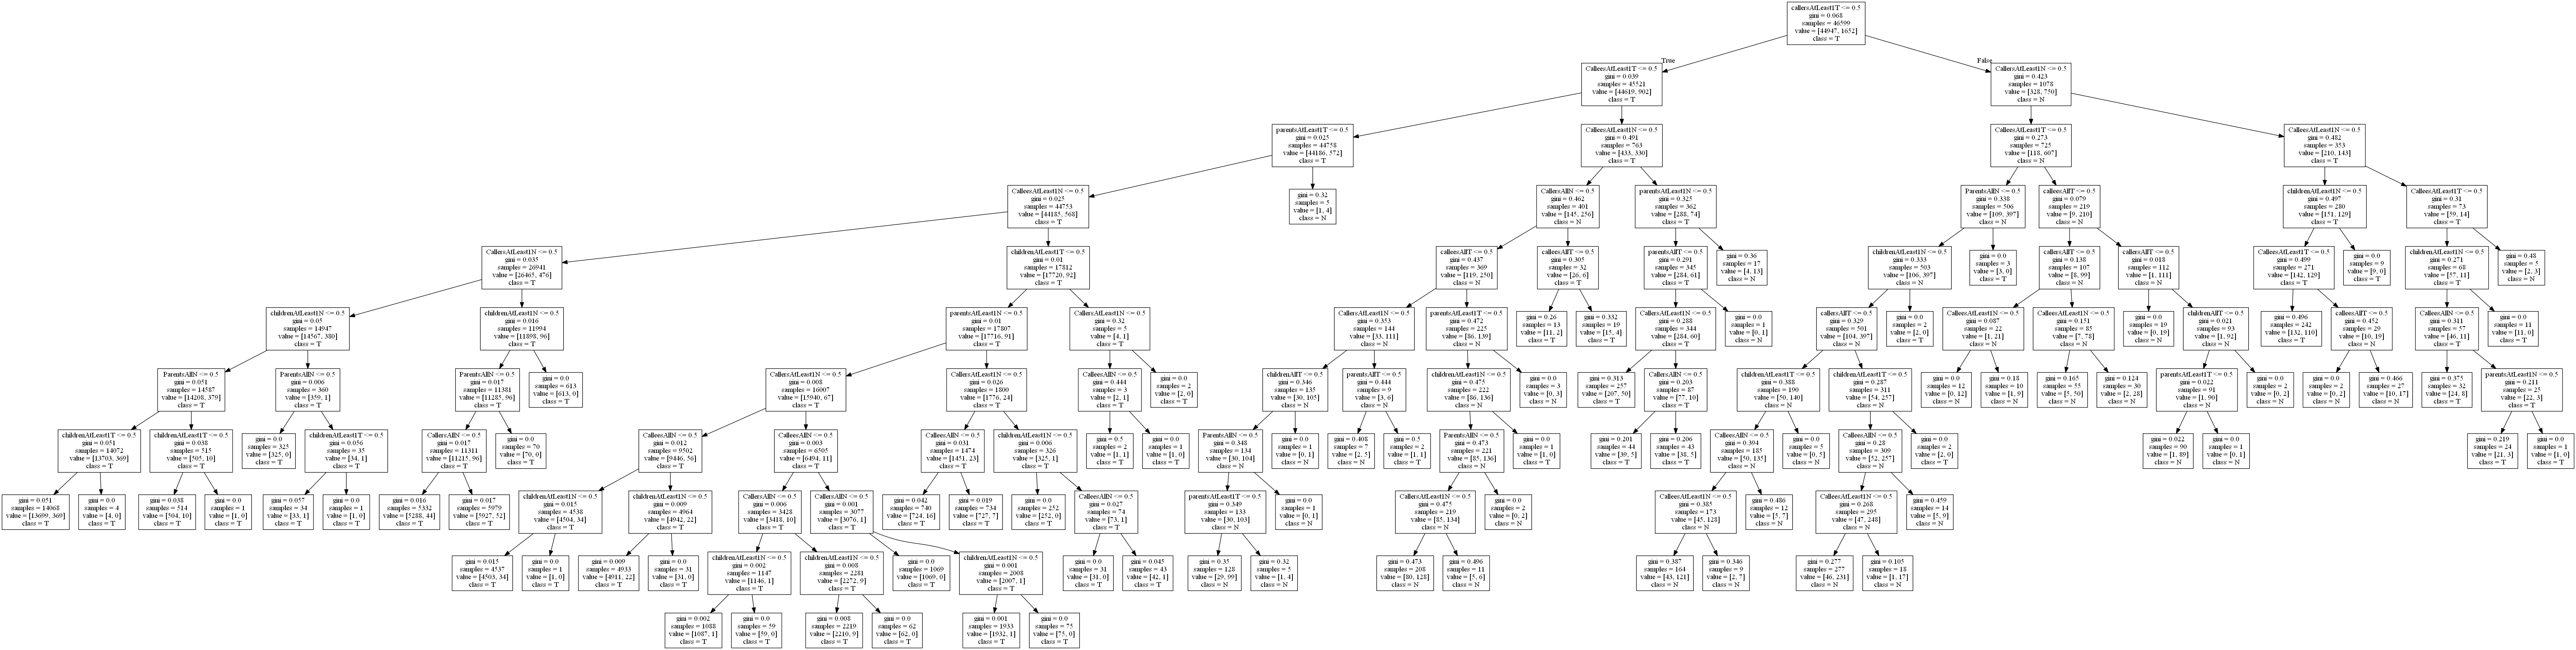 callersAtLeast1T <= 0.5
gini = 0.068
samples = 46599
value = [44947, 1652]
class = T
True
False
CalleesAtLeast1T <= 0.5
gini = 0.039
samples = 45521
value = [44619, 902]
class = T
CallersAtLeast1N <= 0.5
gini = 0.423
samples = 1078
value = [328, 750]
class = N
parentsAtLeast1T <= 0.5
gini = 0.025
samples = 44758
value = [44186, 572]
class = T
CalleesAtLeast1N <= 0.5
gini = 0.491
samples = 763
value = [433, 330]
class = T
CalleesAtLeast1T <= 0.5
gini = 0.273
samples = 725
value = [118, 607]
class = N
CalleesAtLeast1N <= 0.5
gini = 0.482
samples = 353
value = [210, 143]
class = T
CalleesAtLeast1N <= 0.5
gini = 0.025
samples = 44753
value = [44185, 568]
class = T
gini = 0.32
samples = 5
value = [1, 4]
class = N
CallersAllN <= 0.5
gini = 0.462
samples = 401
value = [145, 256]
class = N
parentsAtLeast1N <= 0.5
gini = 0.325
samples = 362
value = [288, 74]
class = T
ParentsAllN <= 0.5
gini = 0.338
samples = 506
value = [109, 397]
class = N
calleesAllT <= 0.5
gini = 0.079
samples = 219
value = [9, 210]
class = N
childrenAtLeast1N <= 0.5
gini = 0.497
samples = 280
value = [151, 129]
class = T
CalleesAtLeast1T <= 0.5
gini = 0.31
samples = 73
value = [59, 14]
class = T
CallersAtLeast1N <= 0.5
gini = 0.035
samples = 26941
value = [26465, 476]
class = T
childrenAtLeast1T <= 0.5
gini = 0.01
samples = 17812
value = [17720, 92]
class = T
calleesAllT <= 0.5
gini = 0.437
samples = 369
value = [119, 250]
class = N
calleesAllT <= 0.5
gini = 0.305
samples = 32
value = [26, 6]
class = T
parentsAllT <= 0.5
gini = 0.291
samples = 345
value = [284, 61]
class = T
gini = 0.36
samples = 17
value = [4, 13]
class = N
childrenAtLeast1N <= 0.5
gini = 0.333
samples = 503
value = [106, 397]
class = N
gini = 0.0
samples = 3
value = [3, 0]
class = T
callersAllT <= 0.5
gini = 0.138
samples = 107
value = [8, 99]
class = N
callersAllT <= 0.5
gini = 0.018
samples = 112
value = [1, 111]
class = N
CalleesAtLeast1T <= 0.5
gini = 0.499
samples = 271
value = [142, 129]
class = T
gini = 0.0
samples = 9
value = [9, 0]
class = T
childrenAtLeast1T <= 0.5
gini = 0.271
samples = 68
value = [57, 11]
class = T
gini = 0.48
samples = 5
value = [2, 3]
class = N
childrenAtLeast1N <= 0.5
gini = 0.05
samples = 14947
value = [14567, 380]
class = T
childrenAtLeast1N <= 0.5
gini = 0.016
samples = 11994
value = [11898, 96]
class = T
parentsAtLeast1N <= 0.5
gini = 0.01
samples = 17807
value = [17716, 91]
class = T
CallersAtLeast1N <= 0.5
gini = 0.32
samples = 5
value = [4, 1]
class = T
CallersAtLeast1N <= 0.5
gini = 0.353
samples = 144
value = [33, 111]
class = N
parentsAtLeast1T <= 0.5
gini = 0.472
samples = 225
value = [86, 139]
class = N
gini = 0.26
samples = 13
value = [11, 2]
class = T
gini = 0.332
samples = 19
value = [15, 4]
class = T
CallersAtLeast1N <= 0.5
gini = 0.288
samples = 344
value = [284, 60]
class = T
gini = 0.0
samples = 1
value = [0, 1]
class = N
callersAllT <= 0.5
gini = 0.329
samples = 501
value = [104, 397]
class = N
gini = 0.0
samples = 2
value = [2, 0]
class = T
CalleesAtLeast1N <= 0.5
gini = 0.087
samples = 22
value = [1, 21]
class = N
CalleesAtLeast1N <= 0.5
gini = 0.151
samples = 85
value = [7, 78]
class = N
gini = 0.0
samples = 19
value = [0, 19]
class = N
childrenAllT <= 0.5
gini = 0.021
samples = 93
value = [1, 92]
class = N
gini = 0.496
samples = 242
value = [132, 110]
class = T
calleesAllT <= 0.5
gini = 0.452
samples = 29
value = [10, 19]
class = N
CalleesAllN <= 0.5
gini = 0.311
samples = 57
value = [46, 11]
class = T
gini = 0.0
samples = 11
value = [11, 0]
class = T
ParentsAllN <= 0.5
gini = 0.051
samples = 14587
value = [14208, 379]
class = T
ParentsAllN <= 0.5
gini = 0.006
samples = 360
value = [359, 1]
class = T
ParentsAllN <= 0.5
gini = 0.017
samples = 11381
value = [11285, 96]
class = T
gini = 0.0
samples = 613
value = [613, 0]
class = T
CallersAtLeast1N <= 0.5
gini = 0.008
samples = 16007
value = [15940, 67]
class = T
CallersAtLeast1N <= 0.5
gini = 0.026
samples = 1800
value = [1776, 24]
class = T
CalleesAllN <= 0.5
gini = 0.444
samples = 3
value = [2, 1]
class = T
gini = 0.0
samples = 2
value = [2, 0]
class = T
childrenAllT <= 0.5
gini = 0.346
samples = 135
value = [30, 105]
class = N
parentsAllT <= 0.5
gini = 0.444
samples = 9
value = [3, 6]
class = N
childrenAtLeast1N <= 0.5
gini = 0.475
samples = 222
value = [86, 136]
class = N
gini = 0.0
samples = 3
value = [0, 3]
class = N
gini = 0.313
samples = 257
value = [207, 50]
class = T
CallersAllN <= 0.5
gini = 0.203
samples = 87
value = [77, 10]
class = T
childrenAtLeast1T <= 0.5
gini = 0.388
samples = 190
value = [50, 140]
class = N
childrenAtLeast1T <= 0.5
gini = 0.287
samples = 311
value = [54, 257]
class = N
gini = 0.0
samples = 12
value = [0, 12]
class = N
gini = 0.18
samples = 10
value = [1, 9]
class = N
gini = 0.165
samples = 55
value = [5, 50]
class = N
gini = 0.124
samples = 30
value = [2, 28]
class = N
parentsAtLeast1T <= 0.5
gini = 0.022
samples = 91
value = [1, 90]
class = N
gini = 0.0
samples = 2
value = [0, 2]
class = N
gini = 0.0
samples = 2
value = [0, 2]
class = N
gini = 0.466
samples = 27
value = [10, 17]
class = N
gini = 0.375
samples = 32
value = [24, 8]
class = T
parentsAtLeast1N <= 0.5
gini = 0.211
samples = 25
value = [22, 3]
class = T
childrenAtLeast1T <= 0.5
gini = 0.051
samples = 14072
value = [13703, 369]
class = T
childrenAtLeast1T <= 0.5
gini = 0.038
samples = 515
value = [505, 10]
class = T
gini = 0.0
samples = 325
value = [325, 0]
class = T
childrenAtLeast1T <= 0.5
gini = 0.056
samples = 35
value = [34, 1]
class = T
CallersAllN <= 0.5
gini = 0.017
samples = 11311
value = [11215, 96]
class = T
gini = 0.0
samples = 70
value = [70, 0]
class = T
CalleesAllN <= 0.5
gini = 0.012
samples = 9502
value = [9446, 56]
class = T
CalleesAllN <= 0.5
gini = 0.003
samples = 6505
value = [6494, 11]
class = T
CalleesAllN <= 0.5
gini = 0.031
samples = 1474
value = [1451, 23]
class = T
childrenAtLeast1N <= 0.5
gini = 0.006
samples = 326
value = [325, 1]
class = T
gini = 0.5
samples = 2
value = [1, 1]
class = T
gini = 0.0
samples = 1
value = [1, 0]
class = T
ParentsAllN <= 0.5
gini = 0.348
samples = 134
value = [30, 104]
class = N
gini = 0.0
samples = 1
value = [0, 1]
class = N
gini = 0.408
samples = 7
value = [2, 5]
class = N
gini = 0.5
samples = 2
value = [1, 1]
class = T
ParentsAllN <= 0.5
gini = 0.473
samples = 221
value = [85, 136]
class = N
gini = 0.0
samples = 1
value = [1, 0]
class = T
gini = 0.201
samples = 44
value = [39, 5]
class = T
gini = 0.206
samples = 43
value = [38, 5]
class = T
CalleesAllN <= 0.5
gini = 0.394
samples = 185
value = [50, 135]
class = N
gini = 0.0
samples = 5
value = [0, 5]
class = N
CalleesAllN <= 0.5
gini = 0.28
samples = 309
value = [52, 257]
class = N
gini = 0.0
samples = 2
value = [2, 0]
class = T
gini = 0.022
samples = 90
value = [1, 89]
class = N
gini = 0.0
samples = 1
value = [0, 1]
class = N
gini = 0.219
samples = 24
value = [21, 3]
class = T
gini = 0.0
samples = 1
value = [1, 0]
class = T
gini = 0.051
samples = 14068
value = [13699, 369]
class = T
gini = 0.0
samples = 4
value = [4, 0]
class = T
gini = 0.038
samples = 514
value = [504, 10]
class = T
gini = 0.0
samples = 1
value = [1, 0]
class = T
gini = 0.057
samples = 34
value = [33, 1]
class = T
gini = 0.0
samples = 1
value = [1, 0]
class = T
gini = 0.016
samples = 5332
value = [5288, 44]
class = T
gini = 0.017
samples = 5979
value = [5927, 52]
class = T
childrenAtLeast1N <= 0.5
gini = 0.015
samples = 4538
value = [4504, 34]
class = T
childrenAtLeast1N <= 0.5
gini = 0.009
samples = 4964
value = [4942, 22]
class = T
CallersAllN <= 0.5
gini = 0.006
samples = 3428
value = [3418, 10]
class = T
CallersAllN <= 0.5
gini = 0.001
samples = 3077
value = [3076, 1]
class = T
gini = 0.042
samples = 740
value = [724, 16]
class = T
gini = 0.019
samples = 734
value = [727, 7]
class = T
gini = 0.0
samples = 252
value = [252, 0]
class = T
CalleesAllN <= 0.5
gini = 0.027
samples = 74
value = [73, 1]
class = T
parentsAtLeast1T <= 0.5
gini = 0.349
samples = 133
value = [30, 103]
class = N
gini = 0.0
samples = 1
value = [0, 1]
class = N
CallersAtLeast1N <= 0.5
gini = 0.475
samples = 219
value = [85, 134]
class = N
gini = 0.0
samples = 2
value = [0, 2]
class = N
CalleesAtLeast1T <= 0.5
gini = 0.385
samples = 173
value = [45, 128]
class = N
gini = 0.486
samples = 12
value = [5, 7]
class = N
CalleesAtLeast1N <= 0.5
gini = 0.268
samples = 295
value = [47, 248]
class = N
gini = 0.459
samples = 14
value = [5, 9]
class = N
gini = 0.015
samples = 4537
value = [4503, 34]
class = T
gini = 0.0
samples = 1
value = [1, 0]
class = T
gini = 0.009
samples = 4933
value = [4911, 22]
class = T
gini = 0.0
samples = 31
value = [31, 0]
class = T
childrenAtLeast1N <= 0.5
gini = 0.002
samples = 1147
value = [1146, 1]
class = T
childrenAtLeast1N <= 0.5
gini = 0.008
samples = 2281
value = [2272, 9]
class = T
gini = 0.0
samples = 1069
value = [1069, 0]
class = T
childrenAtLeast1N <= 0.5
gini = 0.001
samples = 2008
value = [2007, 1]
class = T
gini = 0.0
samples = 31
value = [31, 0]
class = T
gini = 0.045
samples = 43
value = [42, 1]
class = T
gini = 0.35
samples = 128
value = [29, 99]
class = N
gini = 0.32
samples = 5
value = [1, 4]
class = N
gini = 0.473
samples = 208
value = [80, 128]
class = N
gini = 0.496
samples = 11
value = [5, 6]
class = N
gini = 0.387
samples = 164
value = [43, 121]
class = N
gini = 0.346
samples = 9
value = [2, 7]
class = N
gini = 0.277
samples = 277
value = [46, 231]
class = N
gini = 0.105
samples = 18
value = [1, 17]
class = N
gini = 0.002
samples = 1088
value = [1087, 1]
class = T
gini = 0.0
samples = 59
value = [59, 0]
class = T
gini = 0.008
samples = 2219
value = [2210, 9]
class = T
gini = 0.0
samples = 62
value = [62, 0]
class = T
gini = 0.001
samples = 1933
value = [1932, 1]
class = T
gini = 0.0
samples = 75
value = [75, 0]
class = T